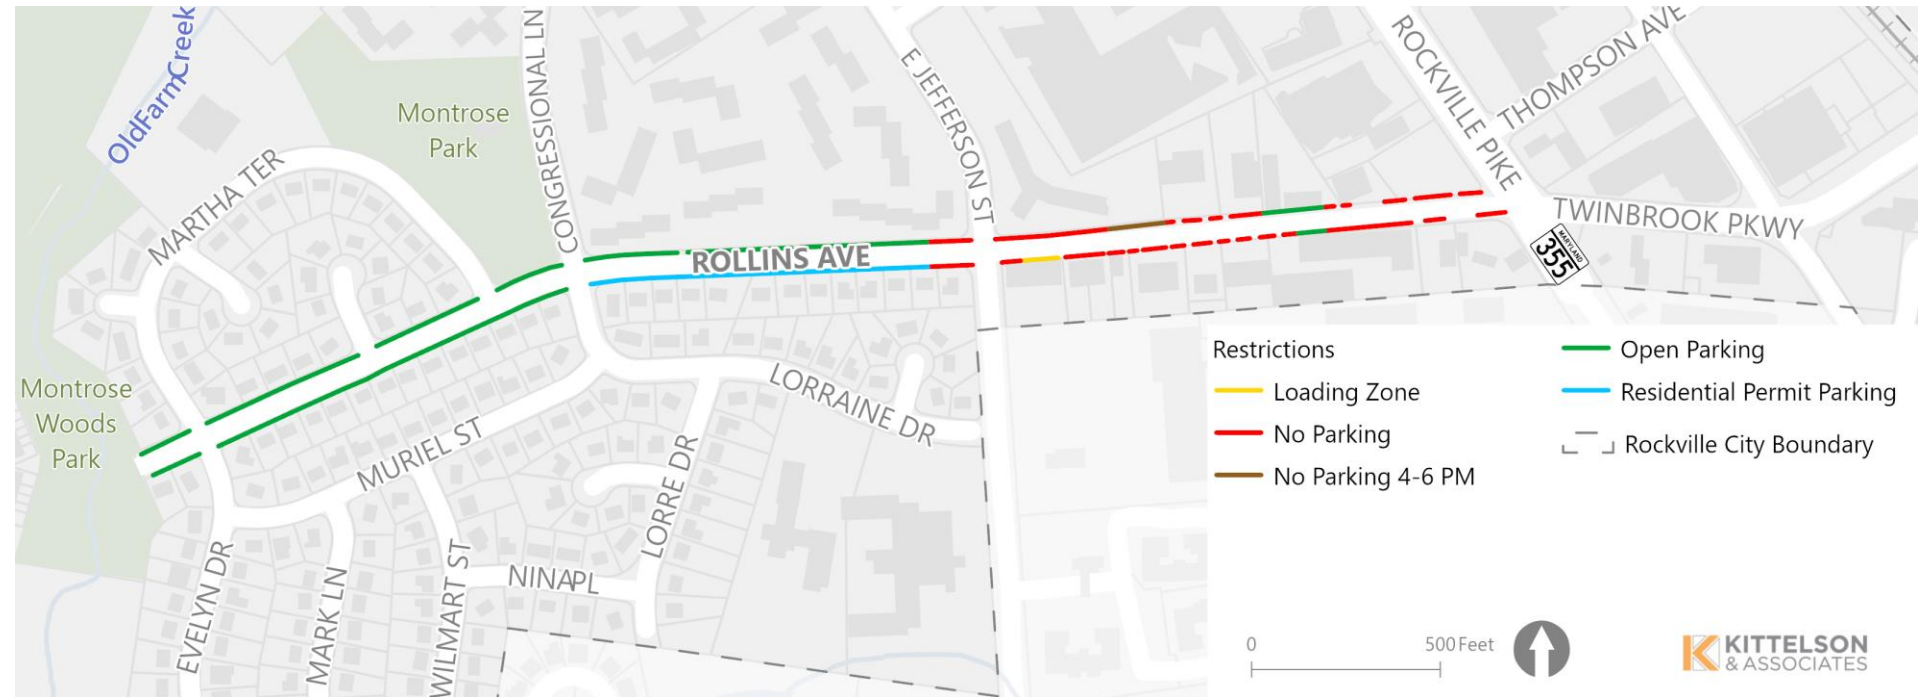 OldFarmCreek
Montrose
Park
CONGRESSIONAL LN
E JEFFERSON ST
ROCKVILLE PIKE
THOMPSON AVE
MARTHA TER
ROLLINS AVE
TWINBROOK PKWY
MARYLAND
355
Montrose
Woods
Park
MURIEL ST
LORRAINE DR
LORRE DR
NINAPL
EVELYN DR
MARK LN
WILMART ST
Restrictions
Loading Zone
No Parking
No Parking 4-6 PM
Open Parking
Residential Permit Parking
Rockville City Boundary
0 500 Feet
KITTELSON
& ASSOCIATES